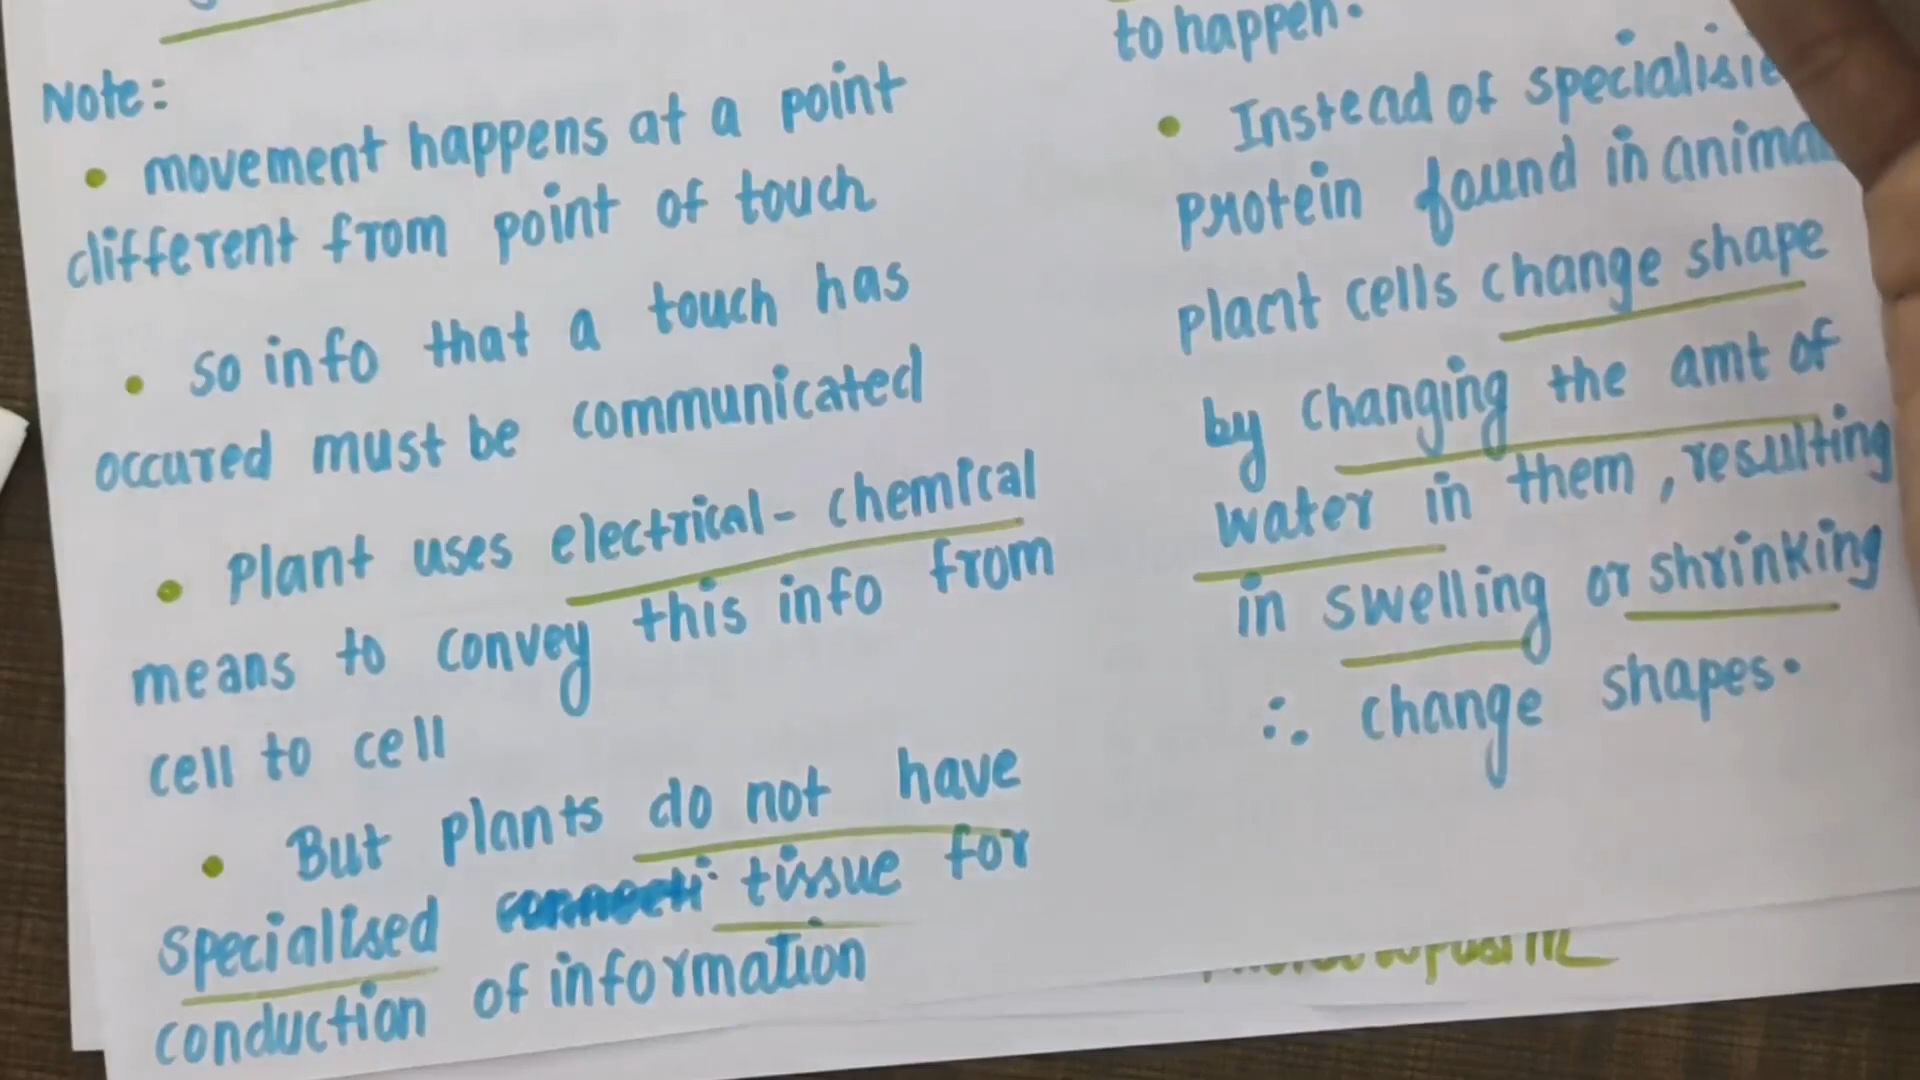 Note:
• movement happens at a point
different from point of touch
• so info that a touch has
occured must be communicated
• Plant uses electrical - chemical
means to convey this info from
cell to cell
• But plants do not have
specialised tissue for
conduction of information
to happen.
• Instead of
protein found in
plant cells change shape
by changing the amt of
water in them, resulting
in swelling or shrinking
∴ change shapes.